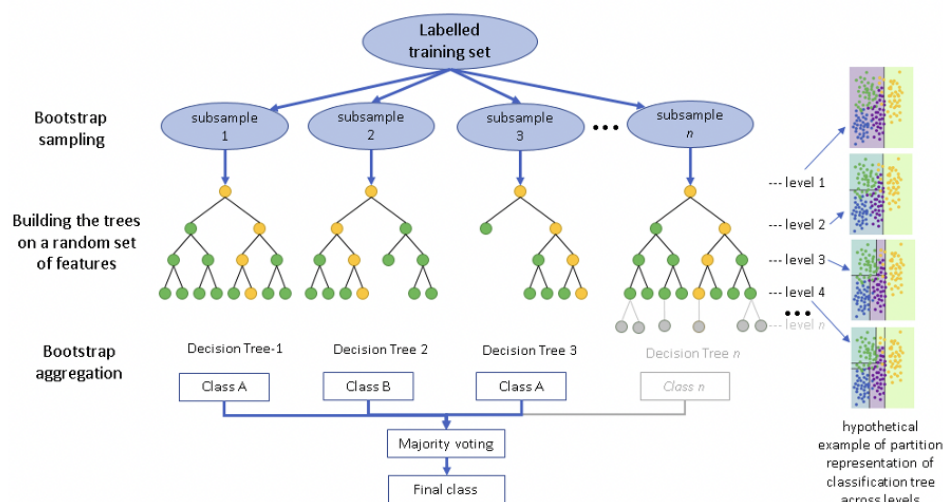 Labelled
training set
Bootstrap
sampling
subsample
1
subsample
2
subsample
3
subsample
n
Building the trees
on a random set
of features
--- level 1
--- level 2
--- level 3
--- level 4
--- level n
Bootstrap
aggregation
Decision Tree-1
Decision Tree 2
Decision Tree 3
Decision Tree n
Class A
Class B
Class A
Class n
Majority voting
Final class
hypothetical
example of partition
representation of
classification tree
across levels